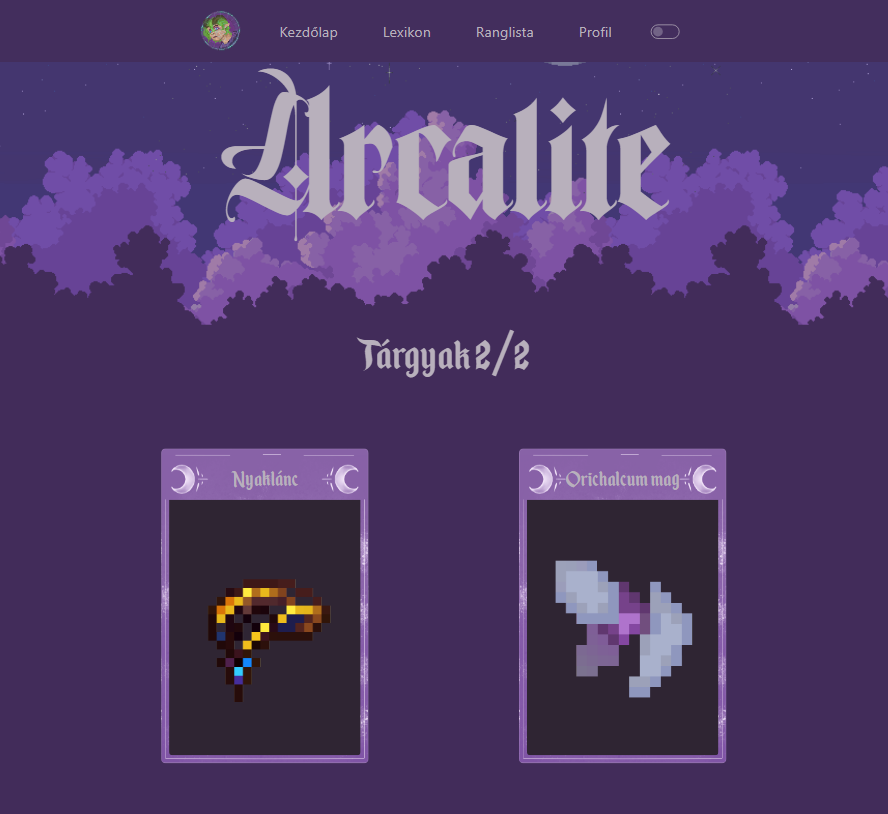 Kezdőlap Lexikon Ranglista Profil
Arcalite
Tárgyak 2/2
Nyaklánc
Orichalcum mag